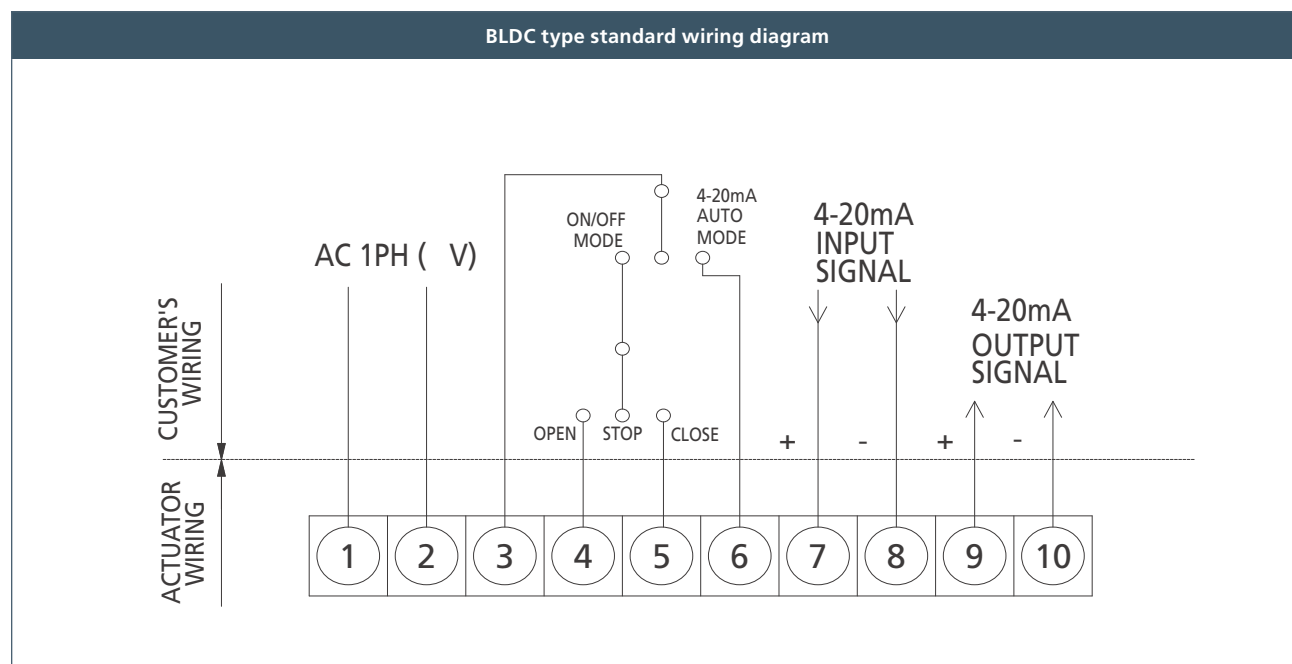 BLDC type standard wiring diagram
AC 1PH (   V)
ON/OFF
MODE
4-20mA
AUTO
MODE
4-20mA
INPUT
SIGNAL
4-20mA
OUTPUT
SIGNAL
CUSTOMER'S
WIRING
OPEN
STOP
CLOSE
+
-
+
-
ACTUATOR
WIRING
1
2
3
4
5
6
7
8
9
10